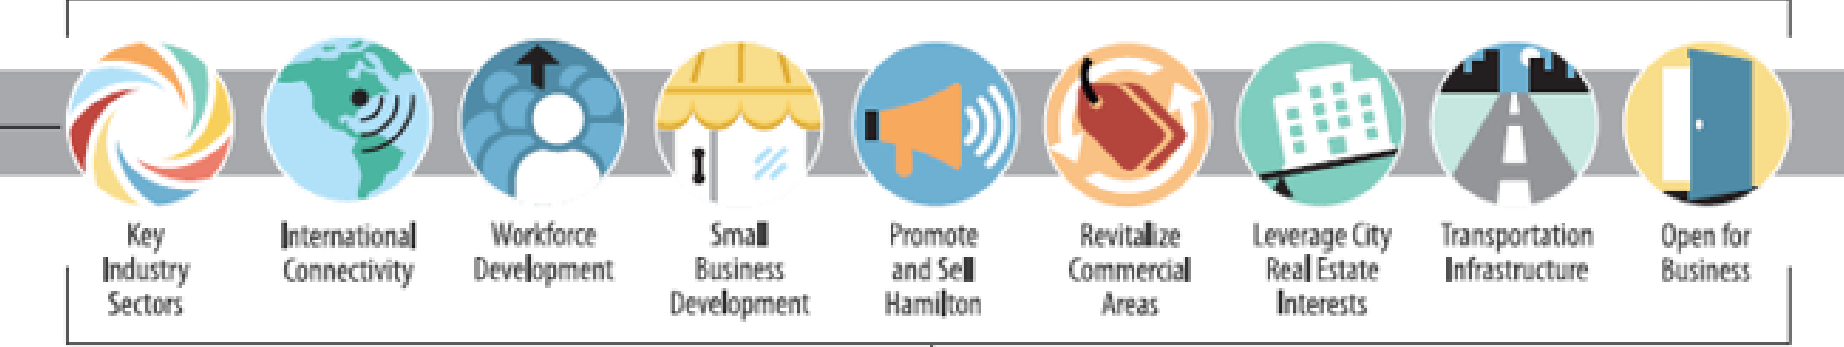 Key
Industry
Sectors
International
Connectivity
Workforce
Development
Small
Business
Development
Promote
and Sell
Hamilton
Revitalize
Commercial
Areas
Leverage City
Real Estate
Interests
Transportation
Infrastructure
Open for
Business